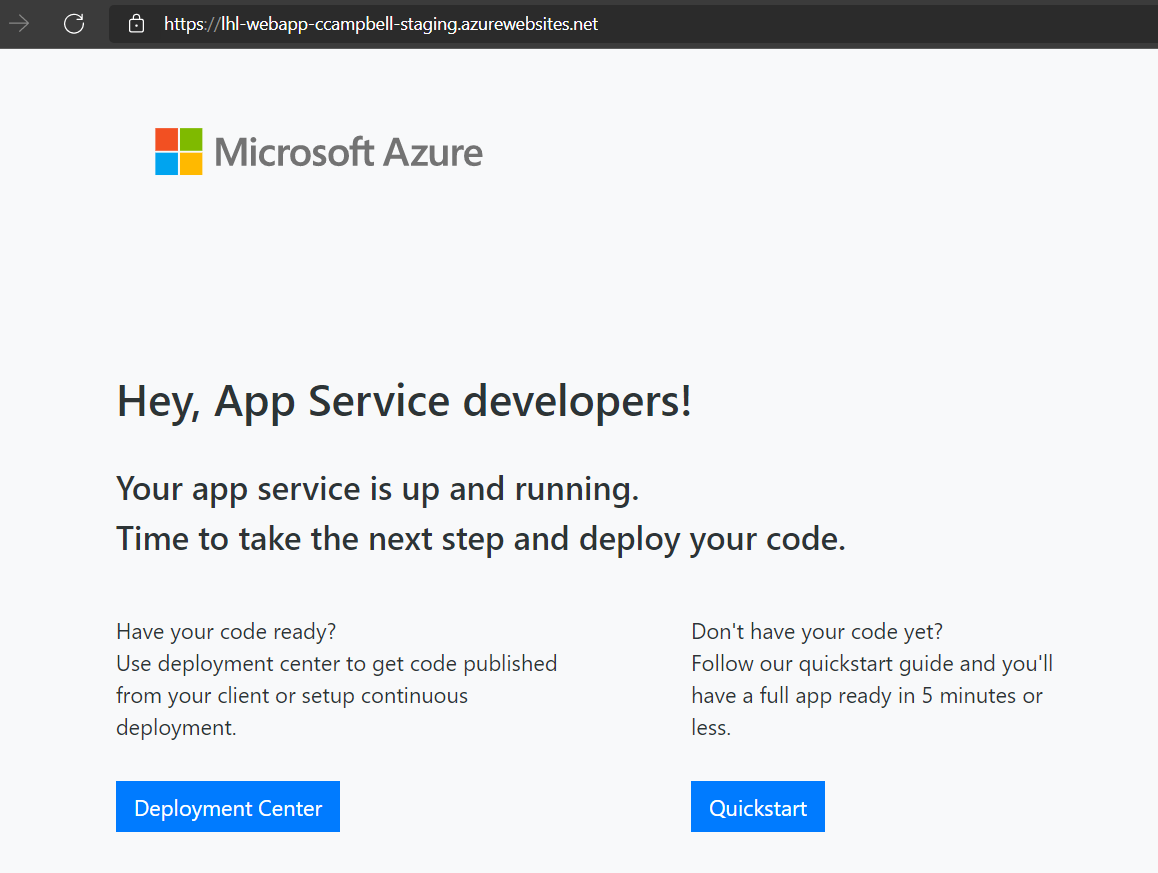 https://lhl-webapp-ccampbell-staging.azurewebsites.net
Microsoft Azure
Hey, App Service developers!
Your app service is up and running.
Time to take the next step and deploy your code.
Have your code ready?
Use deployment center to get code published
from your client or setup continuous
deployment.
Deployment Center
Don't have your code yet?
Follow our quickstart guide and you'll
have a full app ready in 5 minutes or
less.
Quickstart